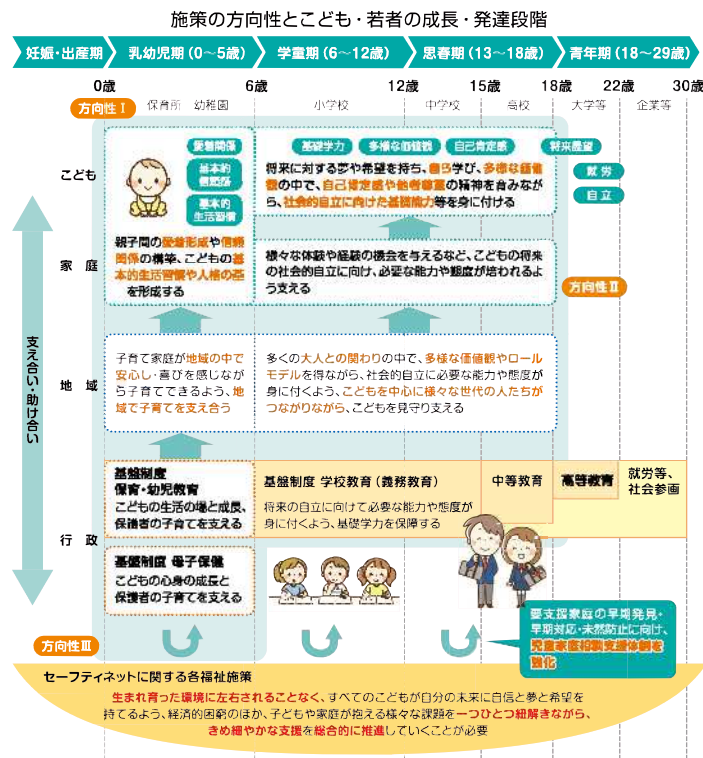 施策の方向性とこども・若者の成長・発達段階
妊娠・出産期
乳幼児期(0～5歳)
学童期(6～12歳)
思春期(13～18歳)
青年期(18～29歳)
0歳
6歳
12歳
15歳
18歳
22歳
30歳
方向性Ⅰ
保育所 幼稚園
小学校
中学校
高校
大学等
企業等
こども
愛着関係
基本的
信頼感
基本的
生活習慣
基礎学力
多様な価値観
自己肯定感
将来展望
就労
自立
将来に対する夢や希望を持ち、自ら学び、多様な価値
観の中で、自己肯定感や他者尊重の精神を育みなが
ら、社会的自立に向けた基礎能力等を身に付ける
家庭
親子間の愛着形成や信頼
関係の構築、こどもの基
本的生活習慣や人格の基
を形成する
様々な体験や経験の機会を与えるなど、こどもの将来
の社会的自立に向け、必要な能力や態度が培われるよ
う支える
方向性Ⅱ
支え合い・助け合い
地域
子育て家庭が地域の中で
安心し・喜びを感じなが
ら子育てできるよう、地
域で子育てを支え合う
多くの大人との関わりの中で、多様な価値観やロール
モデルを得ながら、社会的自立に必要な能力や態度が
身に付くよう、こどもを中心に様々な世代の人たちが
つながりながら、こどもを見守り支える
行政
基盤制度
保育・幼児教育
こどもの生活の場と成長、
保護者の子育てを支える
基盤制度 学校教育(義務教育)
将来の自立に向けて必要な能力や態度が
身に付くよう、基礎学力を保障する
中等教育
高等教育
就労等、
社会参画
基盤制度 母子保健
こどもの心身の成長と
保護者の子育てを支える
要支援家庭の早期発見・
早期対応・未然防止に向け、
児童家庭相談支援体制を
強化
方向性Ⅲ
セーフティネットに関する各福祉施策
生まれ育った環境に左右されることなく、すべてのこどもが自分の未来に自信と夢と希望を
持てるよう、経済的困窮のほか、子どもや家庭が抱える様々な課題を一つひとつ紐解きながら、
きめ細やかな支援を総合的に推進していくことが必要